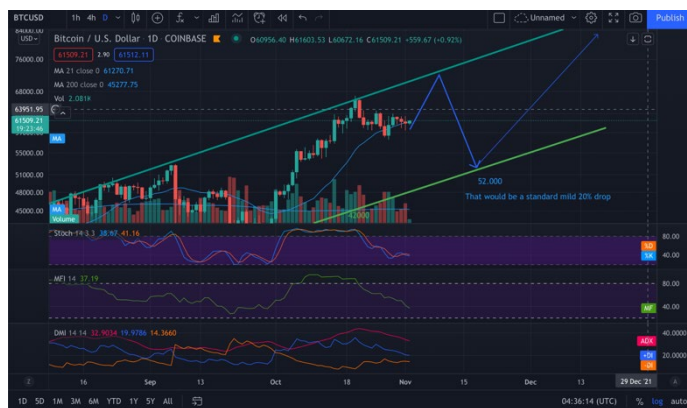 BTCUSD 1h 4h D Unnamed Publish
Bitcoin / U.S. Dollar · 1D · COINBASE O60956.40 H61603.53 L60672.16 C61509.21 +559.67 (+0.92%)
USD
61509.21 2.90 61512.11
MA 21 close 0 61270.71
MA 200 close 0 45277.75
Vol 2.081K
76000.00
68000.00
63951.95
61509.21
19:23:46
MA
55000.00
51000.00
48000.00
45000.00
MA
Volume
52.000
That would be a standard mild 20% drop
Stoch 14 3 3 38.67 41.16
80.00
%D
%K
40.00
MFI 14 37.19
80.00
40.00
MF
DMI 14 14 32.9034 19.9786 14.3660
40.0000
ADX
+DI
20.0000
-DI
Z 16 Sep 13 Oct 18 Nov 15 Dec 13 29 Dec '21 A
1D 5D 1M 3M 6M YTD 1Y 5Y All 04:36:14 (UTC) % log auto